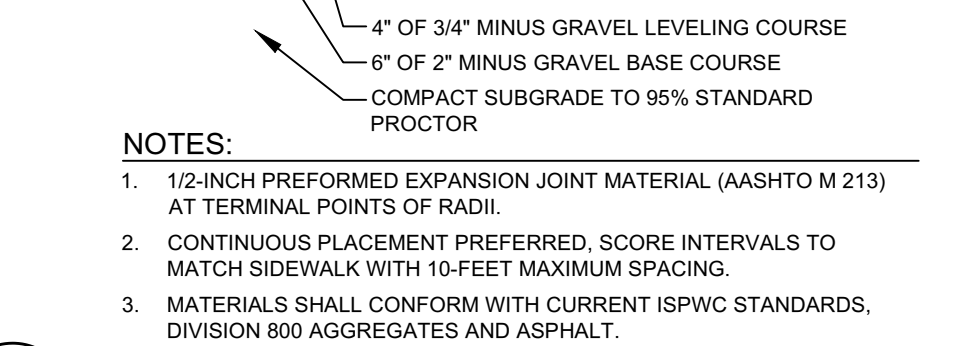 4" OF 3/4" MINUS GRAVEL LEVELING COURSE
6" OF 2" MINUS GRAVEL BASE COURSE
COMPACT SUBGRADE TO 95% STANDARD
PROCTOR
NOTES:
1. 1/2-INCH PREFORMED EXPANSION JOINT MATERIAL (AASHTO M 213)
AT TERMINAL POINTS OF RADII.
2. CONTINUOUS PLACEMENT PREFERRED, SCORE INTERVALS TO
MATCH SIDEWALK WITH 10-FEET MAXIMUM SPACING.
3. MATERIALS SHALL CONFORM WITH CURRENT ISPWC STANDARDS,
DIVISION 800 AGGREGATES AND ASPHALT.